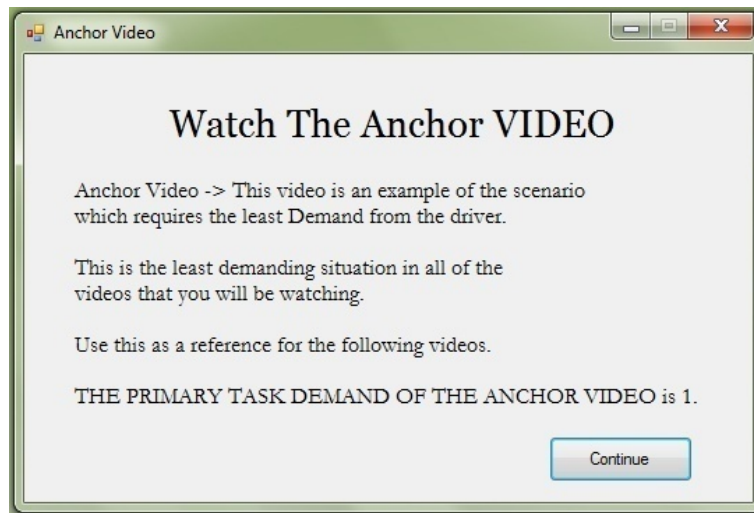 Anchor Video
Watch The Anchor VIDEO
Anchor Video -> This video is an example of the scenario
which requires the least Demand from the driver.
This is the least demanding situation in all of the
videos that you will be watching.
Use this as a reference for the following videos.
THE PRIMARY TASK DEMAND OF THE ANCHOR VIDEO is 1.
Continue